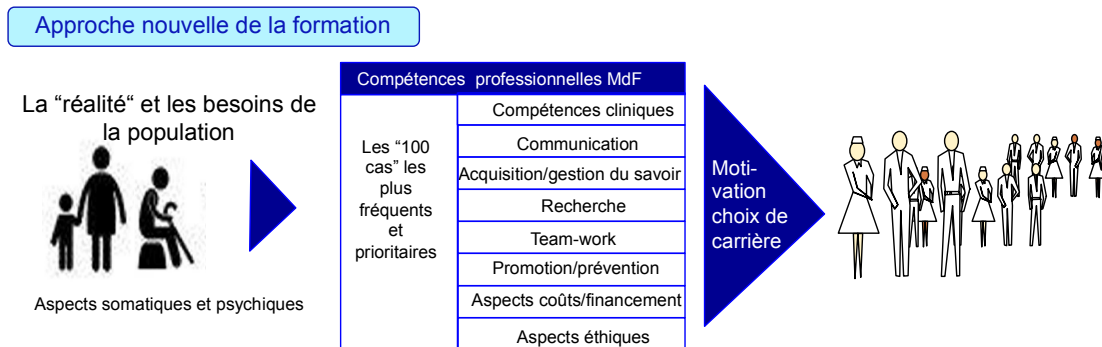 Approche nouvelle de la formation
La “réalité“ et les besoins de
la population
Aspects somatiques et psychiques
Compétences professionnelles MdF
Les “100
cas” les
plus
fréquents
et
prioritaires
Compétences cliniques
Communication
Acquisition/gestion du savoir
Recherche
Team-work
Promotion/prévention
Aspects coûts/financement
Aspects éthiques
Moti-
vation
choix de
carrière